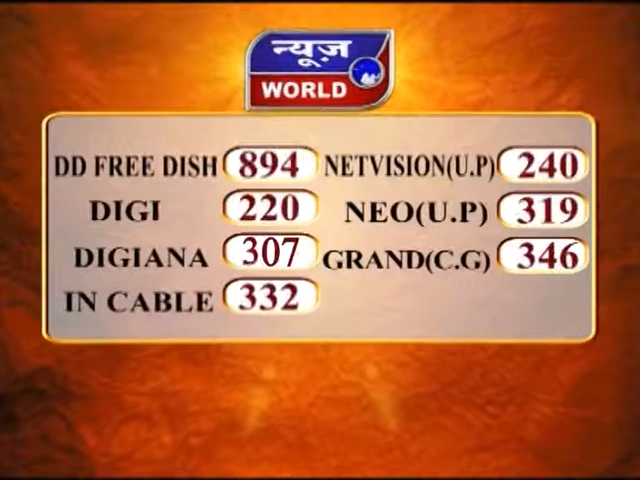 न्यूज़
WORLD
DD FREE DISH 894 NETVISION(U.P) 240
DIGI 220 NEO(U.P) 319
DIGIANA 307 GRAND(C.G) 346
IN CABLE 332